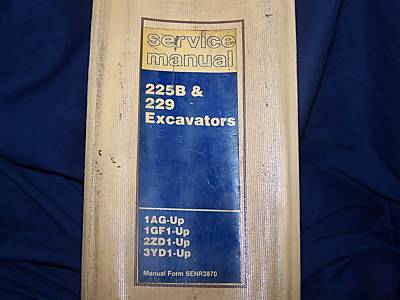 service
manual
225B &
229
Excavators
1AG-Up
1GF1-Up
2ZD1-Up
3YD1-Up
Manual Form SENR3870